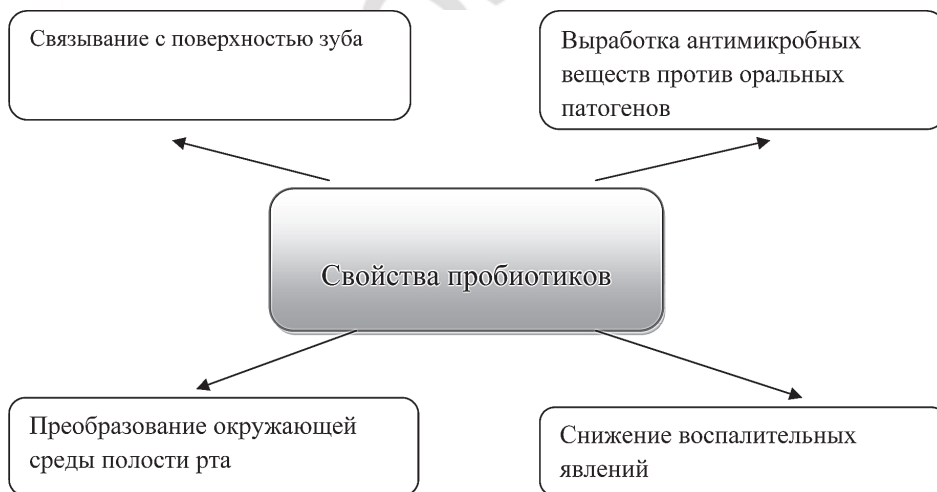 Связывание с поверхностью зуба
Выработка антимикробных
веществ против оральных
патогенов
Свойства пробиотиков
Преобразование окружающей
среды полости рта
Снижение воспалительных
явлений